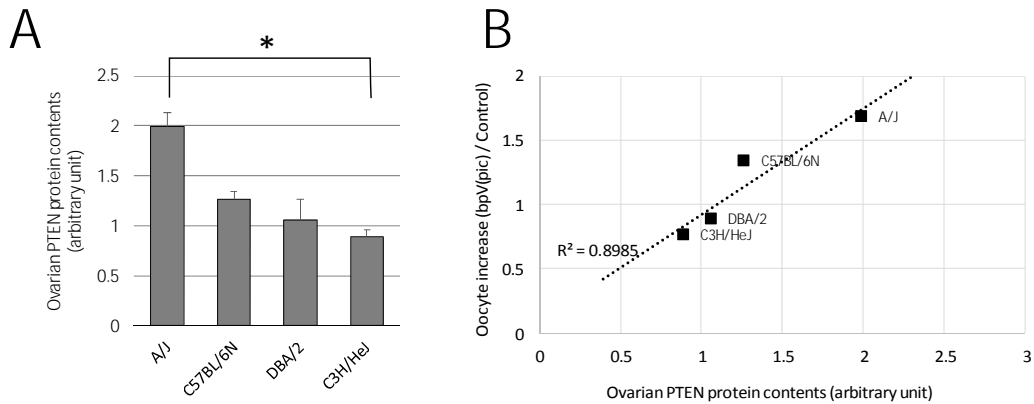 A
*
2.5
2
1.5
1
0.5
0
Ovarian PTEN protein contents
(arbitrary unit)
A/J
C57BL/6N
DBA/2
C3H/HeJ
B
2
1.5
1
0.5
0
Oocyte increase (bpV(pic) / Control)
A/J
C57BL/6N
DBA/2
C3H/HeJ
R² = 0.8985
0 0.5 1 1.5 2 2.5 3
Ovarian PTEN protein contents (arbitrary unit)